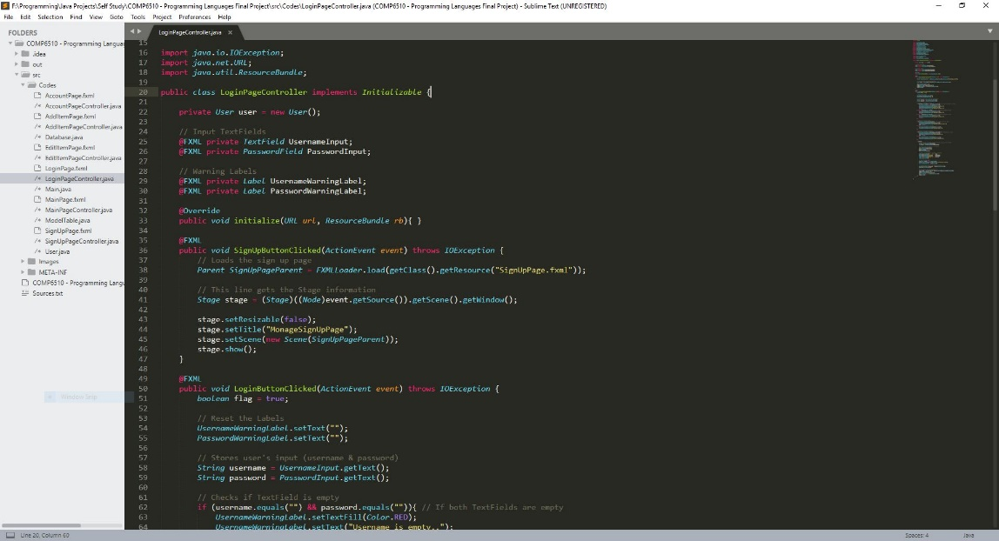 F:\Programming\Java Projects\Self Study\COMP6510 - Programming Languages Final Project\src\Codes\LoginPageController.java (COMP6510 - Programming Languages Final Project) - Sublime Text (UNREGISTERED)
File Edit Selection Find View Goto Tools Project Preferences Help
FOLDERS
COMP6510 - Programming Langua
.idea
out
src
Codes
AccountPage.fxml
AccountPageController.java
AddItemPage.fxml
AddItemPageController.java
Database.java
EditItemPage.fxml
EditItemPageController.java
LoginPage.fxml
LoginPageController.java
Main.java
MainPage.fxml
MainPageController.java
ModelTable.java
SignUpPage.fxml
SignUpPageController.java
User.java
Images
META-INF
COMP6510 - Programming Langu
Sources.txt
Window Snip
LoginPageController.java ×
15
16 import java.io.IOException;
17 import java.net.URL;
18 import java.util.ResourceBundle;
19
20 public class LoginPageController implements Initializable {
21
22 private User user = new User();
23
24 // Input TextFields
25 @FXML private TextField UsernameInput;
26 @FXML private PasswordField PasswordInput;
27
28 // Warning Labels
29 @FXML private Label UsernameWarningLabel;
30 @FXML private Label PasswordWarningLabel;
31
32 @Override
33 public void initialize(URL url, ResourceBundle rb){ }
34
35 @FXML
36 public void SignUpButtonClicked(ActionEvent event) throws IOException {
37 // Loads the sign up page
38 Parent SignUpPageParent = FXMLLoader.load(getClass().getResource("SignUpPage.fxml"));
39
40 // This line gets the Stage information
41 Stage stage = (Stage)((Node)event.getSource()).getScene().getWindow();
42
43 stage.setResizable(false);
44 stage.setTitle("MonageSignUpPage");
45 stage.setScene(new Scene(SignUpPageParent));
46 stage.show();
47 }
48
49 @FXML
50 public void LoginButtonClicked(ActionEvent event) throws IOException {
51 boolean flag = true;
52
53 // Reset the Labels
54 UsernameWarningLabel.setText("");
55 PasswordWarningLabel.setText("");
56
57 // Stores user's input (username & password)
58 String username = UsernameInput.getText();
59 String password = PasswordInput.getText();
60
61 // Checks if TextField is empty
62 if (username.equals("") && password.equals("")){ // If both TextFields are empty
63 UsernameWarningLabel.setTextFill(Color.RED);
64 UsernameWarningLabel.setText("Username is empty..");
Line 20, Column 60
Spaces: 4
Java